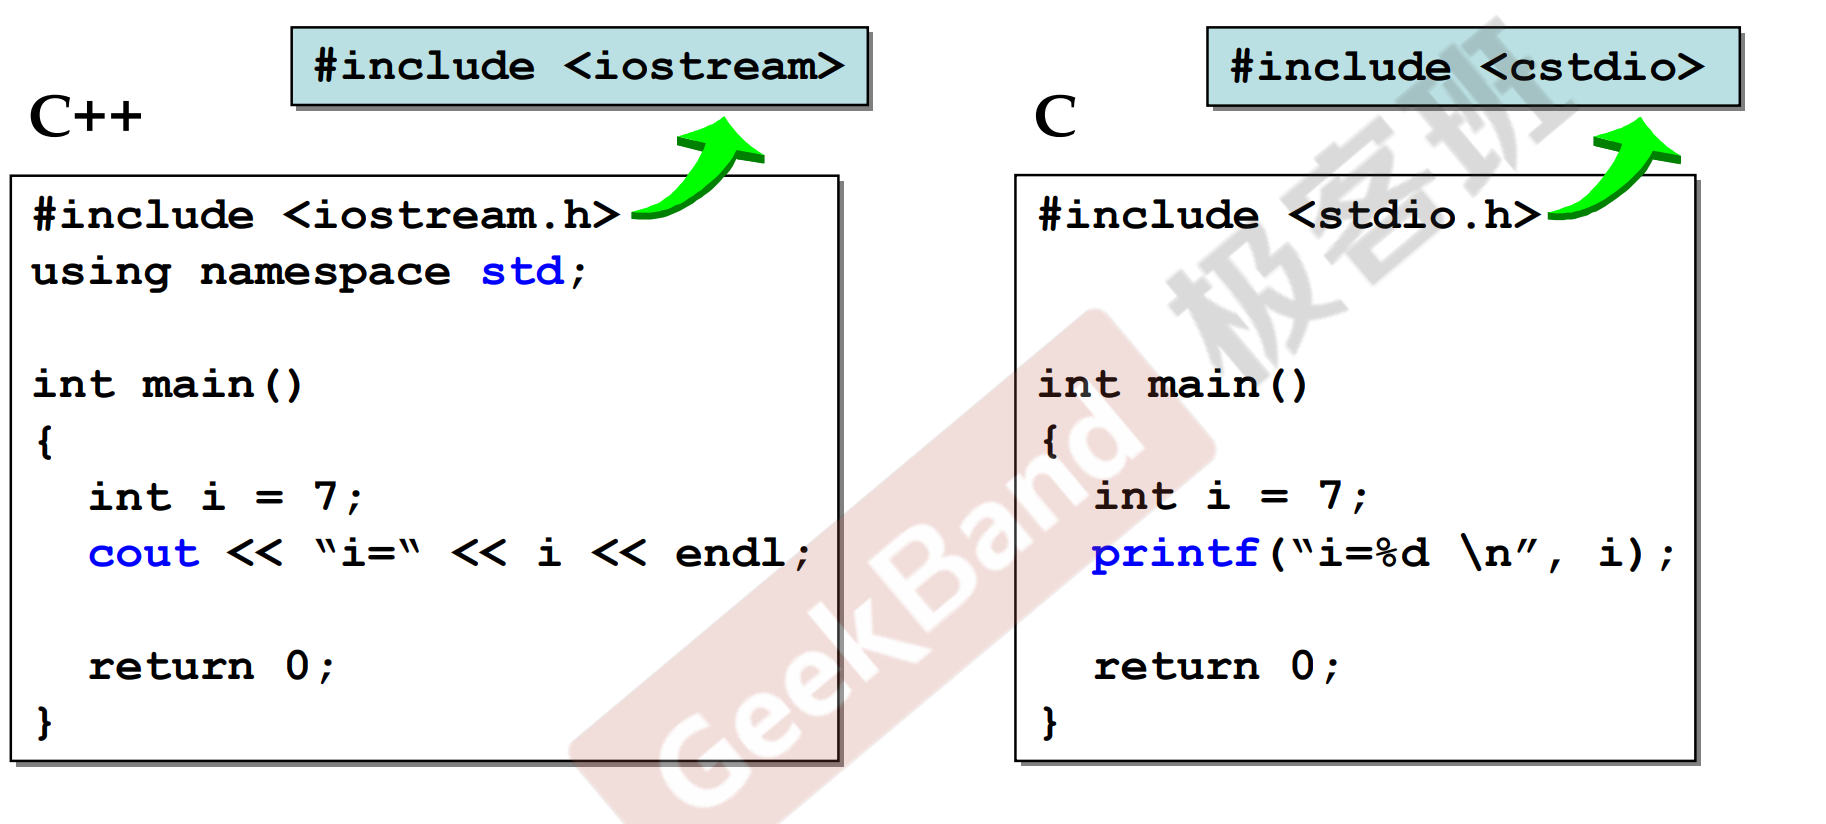 #include <iostream>
C++
#include <iostream.h>
using namespace std;
int main()
{
int i = 7;
cout << “i=“ << i << endl;
return 0;
}
#include <cstdio>
C
#include <stdio.h>
int main()
{
int i = 7;
printf(“i=%d \n”, i);
return 0;
}
GeekBand 极客班